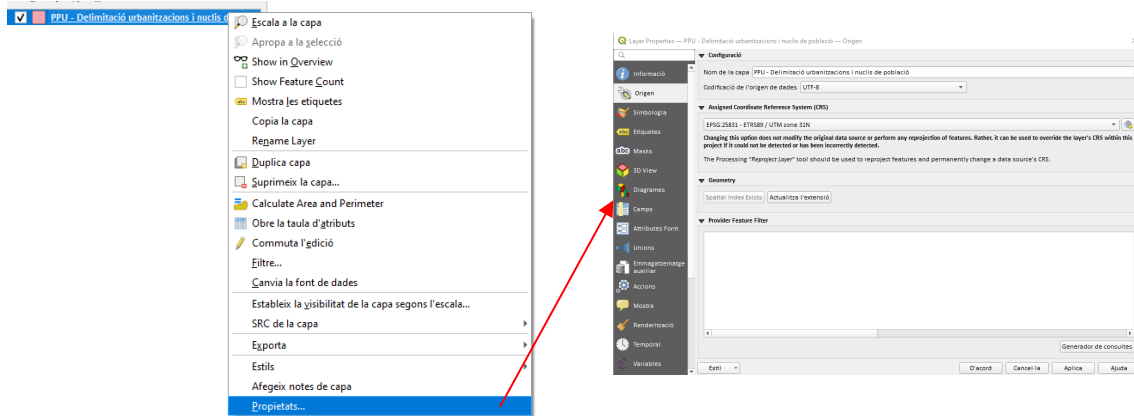 PPU - Delimitació urbanitzacions i nuclis d
Escala a la capa
Apropa a la selecció
Show in Overview
Show Feature Count
abc Mostra les etiquetes
Copia la capa
Rename Layer
Duplica capa
Suprimeix la capa...
Calculate Area and Perimeter
Obre la taula d'atributs
Commuta l'edició
Filtre...
Canvia la font de dades
Estableix la visibilitat de la capa segons l'escala...
SRC de la capa
Exporta
Estils
Afegeix notes de capa
Propietats...
Layer Properties — PPU - Delimitació urbanitzacions i nuclis de població — Origen
Informació
Origen
Simbologia
abc Etiquetes
abc Masks
3D View
Diagrames
Camps
Attributes Form
Unions
Emmagatzematge
auxiliar
Accions
Mostra
Renderització
Temporal
Variables
Configuració
Nom de la capa PPU - Delimitació urbanitzacions i nuclis de població
Codificació de l'origen de dades UTF-8
Assigned Coordinate Reference System (CRS)
EPSG:25831 - ETRS89 / UTM zone 31N
Changing this option does not modify the original data source or perform any reprojection of features. Rather, it can be used to override the layer's CRS within this
project if it could not be detected or has been incorrectly detected.
The Processing "Reproject Layer" tool should be used to reproject features and permanently change a data source's CRS.
Geometry
Spatial Index Exists Actualitza l'extensió
Provider Feature Filter
Generador de consultes
Estil D'acord Cancel·la Aplica Ajuda